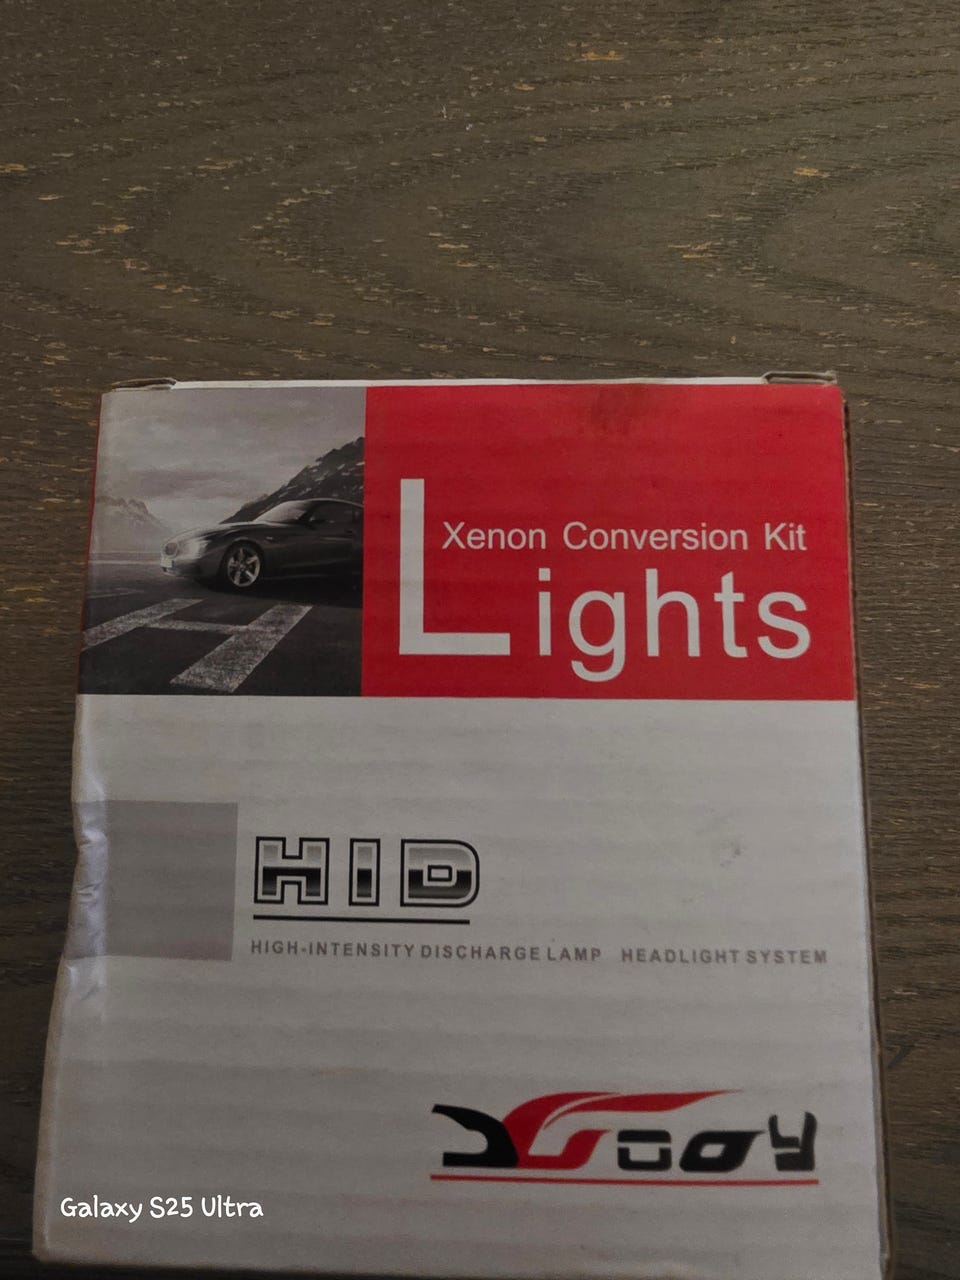 Xenon Conversion Kit
Lights
HID
HIGH-INTENSITY DISCHARGE LAMP HEADLIGHT SYSTEM
Galaxy S25 Ultra